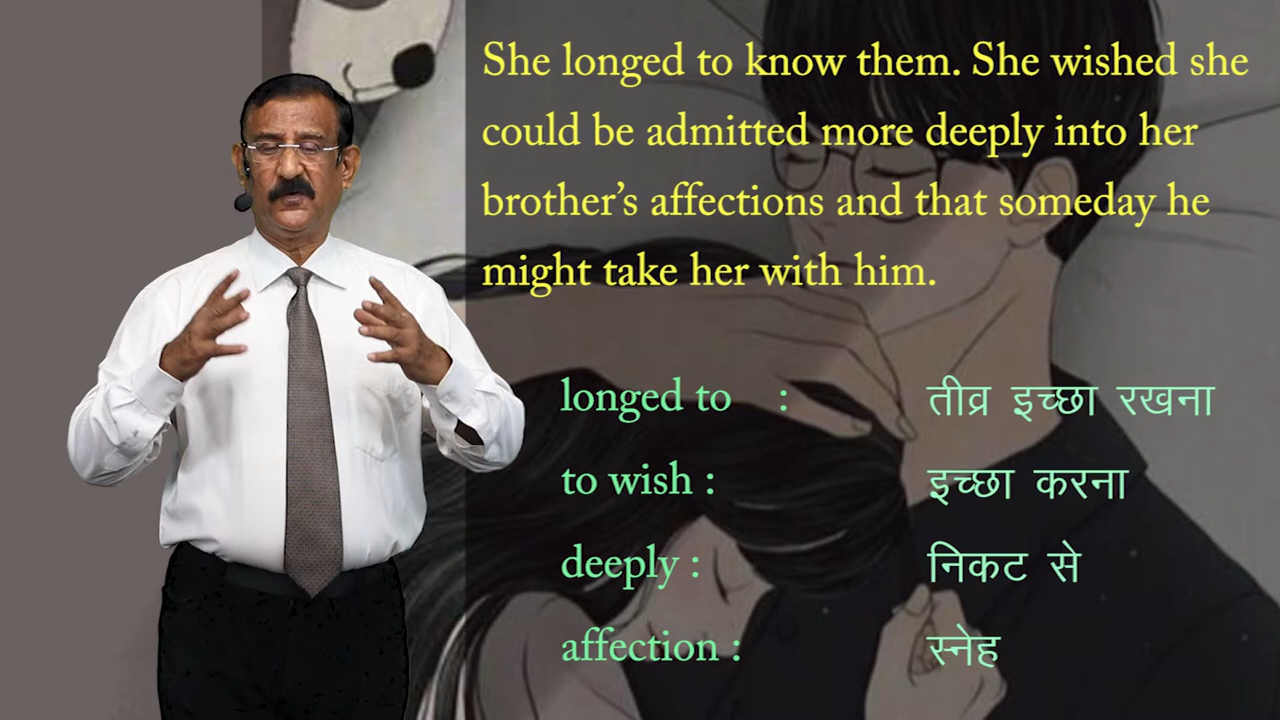 She longed to know them. She wished she
could be admitted more deeply into her
brother’s affections and that someday he
might take her with him.
longed to : तीव्र इच्छा रखना
to wish : इच्छा करना
deeply : निकट से
affection : स्नेह